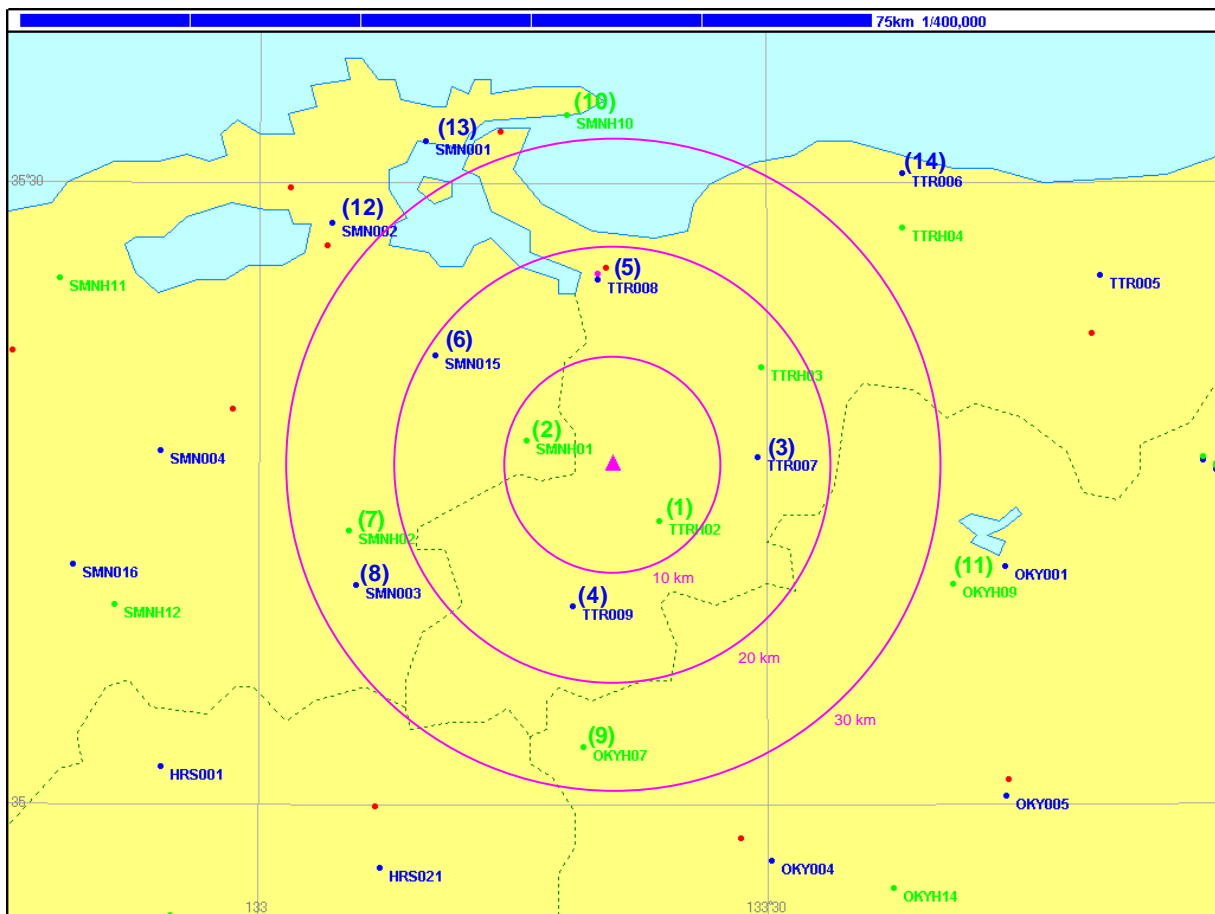 75km 1/400,000
(10)
SMNH10
(13)
SMN001
(14)
TTR006
35°30
(12)
SMN002
TTRH04
SMNH11
(5)
TTR008
TTR005
(6)
SMN015
TTRH03
(2)
SMNH01
(3)
TTR007
SMN004
(1)
TTRH02
(7)
SMNH02
SMN016
(8)
SMN003
10 km
(11)
OKYH09
OKY001
SMNH12
(4)
TTR009
20 km
30 km
(9)
OKYH07
HRS001
35
OKY005
HRS021
OKY004
OKYH14
133
133°30